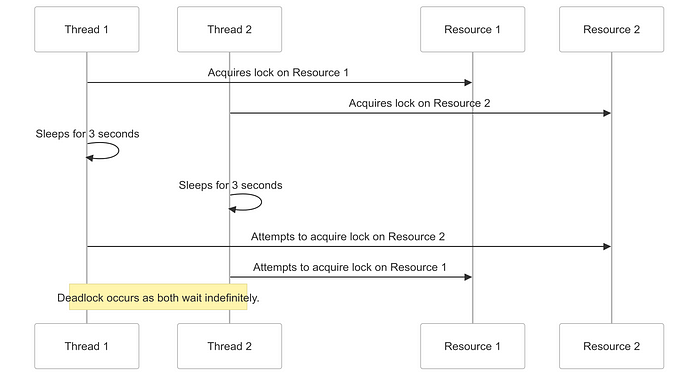 Thread 1
Thread 2
Resource 1
Resource 2
Acquires lock on Resource 1
Acquires lock on Resource 2
Sleeps for 3 seconds
Sleeps for 3 seconds
Attempts to acquire lock on Resource 2
Attempts to acquire lock on Resource 1
Deadlock occurs as both wait indefinitely.
Thread 1
Thread 2
Resource 1
Resource 2